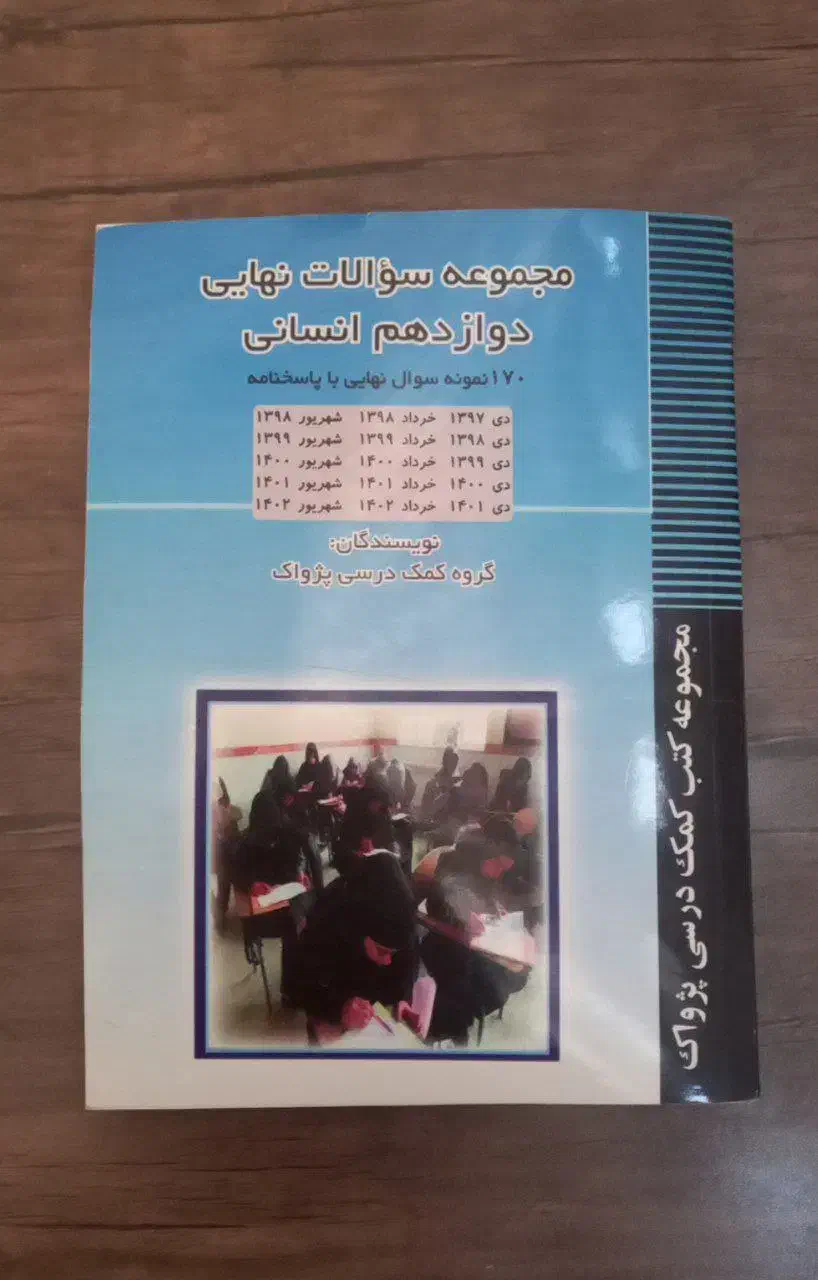 مجموعه سؤالات نهایی
دوازدهم انسانی
۱۷۰ نمونه سوال نهایی با پاسخنامه
دی ۱۳۹۷ خرداد ۱۳۹۸ شهریور ۱۳۹۸
دی ۱۳۹۸ خرداد ۱۳۹۹ شهریور ۱۳۹۹
دی ۱۳۹۹ خرداد ۱۴۰۰ شهریور ۱۴۰۰
دی ۱۴۰۰ خرداد ۱۴۰۱ شهریور ۱۴۰۱
دی ۱۴۰۱ خرداد ۱۴۰۲ شهریور ۱۴۰۲
نویسندگان:
گروه کمک درسی پژواک
مجموعه کتب کمک درسی پژواک